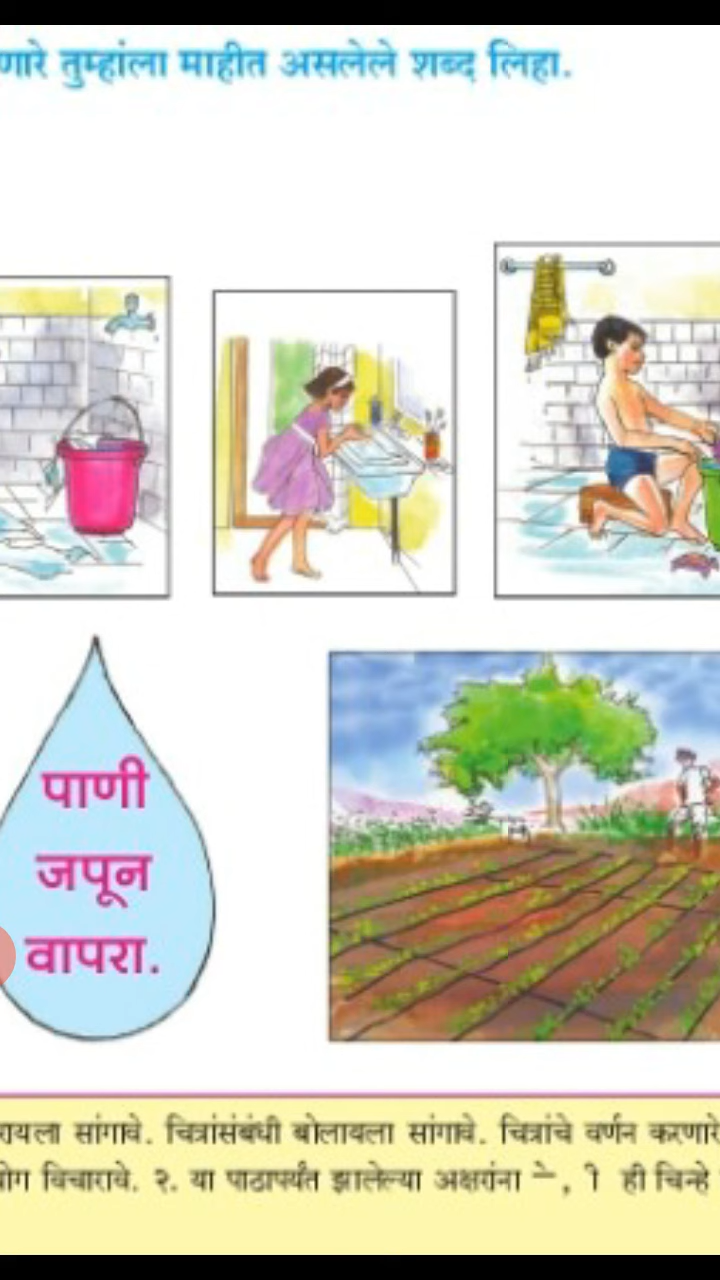 णारे तुम्हांला माहीत असलेले शब्द लिहा.
पाणी
जपून
वापरा.
रायला सांगावे. चित्रांसंबंधी बोलायला सांगावे. चित्रांचे वर्णन करणारे
योग विचारावे. २. या पाठापर्यंत झालेल्या अक्षरांना े , ी ही चिन्हे